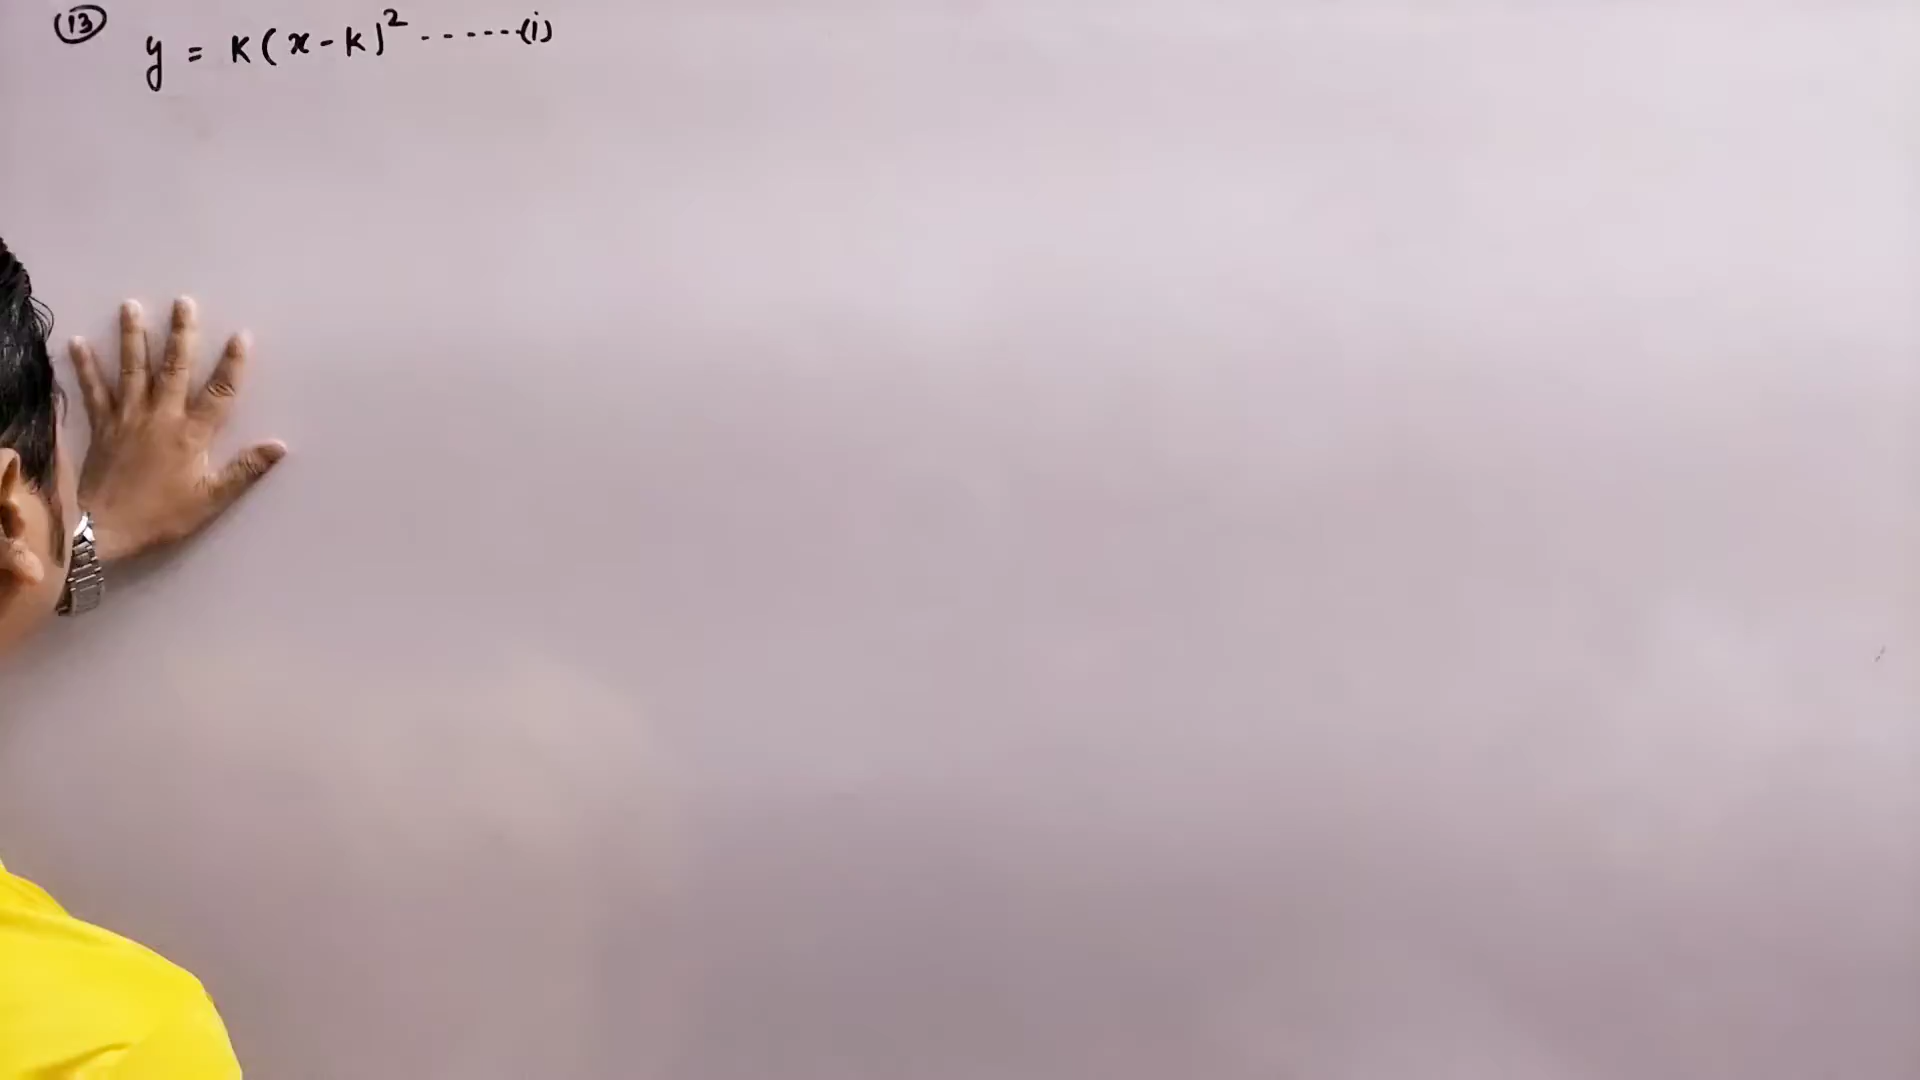 (13) y = K(x-k)² ------(i)